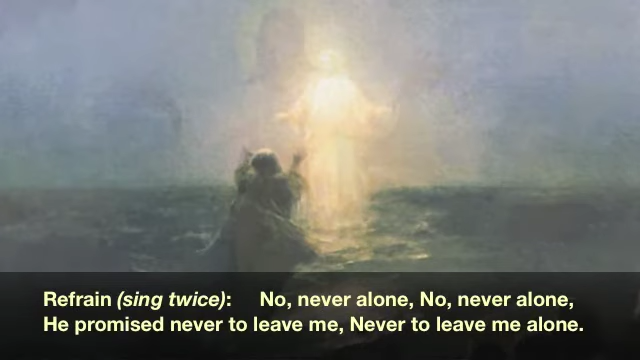 Refrain (sing twice): No, never alone, No, never alone,
He promised never to leave me, Never to leave me alone.